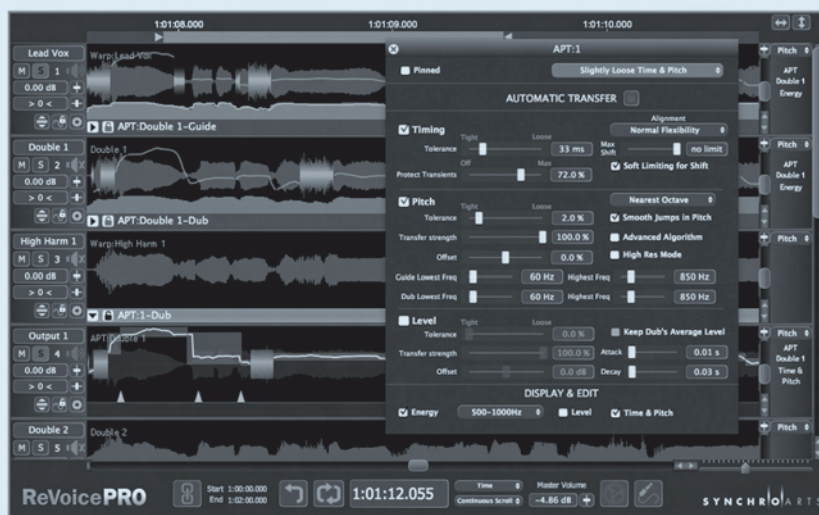 1:01:08.000 1:01:09.000 1:01:10.000
Lead Vox
M S 1
0.00 dB
> 0 <
Warp:Lead Vox
APT:Double 1-Guide
Double 1
M S 2
0.00 dB
> 0 <
Double 1
APT:Double 1-Dub
High Harm 1
M S 3
0.00 dB
> 0 <
Warp:High Harm 1
APT:1-Dub
Output 1
M S 4
0.00 dB
> 0 <
APT:Double 1
Double 2
M S 5
Double 2
APT:1
Pinned Slightly Loose Time & Pitch
AUTOMATIC TRANSFER
Timing Alignment
Normal Flexibility
Tight Loose
Tolerance 33 ms Max Shift no limit
Off Max
Protect Transients 72.0 % Soft Limiting for Shift
Pitch Nearest Octave
Tight Loose
Tolerance 2.0 % Smooth Jumps in Pitch
Transfer strength 100.0 % Advanced Algorithm
Offset 0.0 % High Res Mode
Guide Lowest Freq 60 Hz Highest Freq 850 Hz
Dub Lowest Freq 60 Hz Highest Freq 850 Hz
Level
Tight Loose
Tolerance 0.0 % Keep Dub's Average Level
Transfer strength 100.0 % Attack 0.01 s
Offset 0.0 dB Decay 0.03 s
DISPLAY & EDIT
Energy 500-1000Hz Level Time & Pitch
Pitch
APT
Double 1
Energy
Pitch
APT
Double 1
Energy
Pitch
Pitch
APT
Double 1
Time &
Pitch
Pitch
ReVoicePRO
Start 1:00:00.000
End 1:02:00.000
1:01:12.055
Time
Continuous Scroll
Master Volume
-4.86 dB
SYNCHROARTS